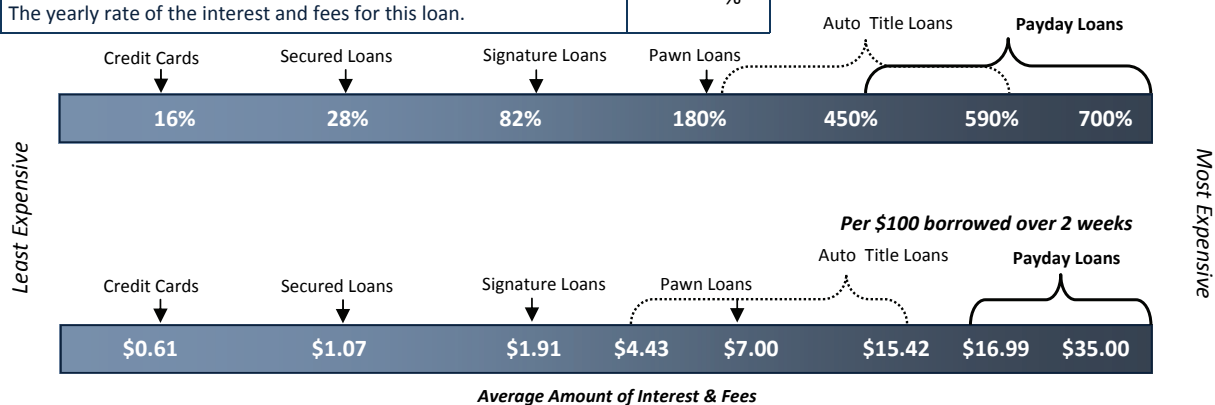 %
The yearly rate of the interest and fees for this loan.
Auto Title Loans
Payday Loans
Credit Cards
Secured Loans
Signature Loans
Pawn Loans
16% 28% 82% 180% 450% 590% 700%
Least Expensive
Most Expensive
Per $100 borrowed over 2 weeks
Auto Title Loans
Payday Loans
Credit Cards
Secured Loans
Signature Loans
Pawn Loans
$0.61 $1.07 $1.91 $4.43 $7.00 $15.42 $16.99 $35.00
Average Amount of Interest & Fees